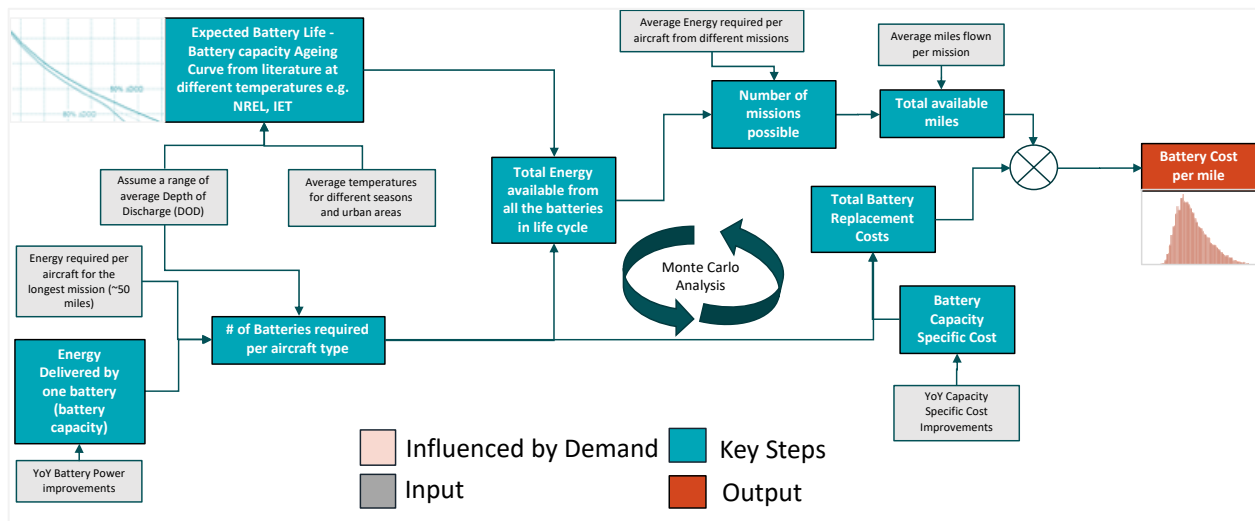 Expected Battery Life -
Battery capacity Ageing
Curve from literature at
different temperatures e.g.
NREL, IET
50% ΔDOD
80% ΔDOD
Average Energy required per
aircraft from different missions
Average miles flown
per mission
Number of
missions
possible
Total available
miles
Assume a range of
average Depth of
Discharge (DOD)
Average temperatures
for different seasons
and urban areas
Total Energy
available from
all the batteries
in life cycle
Battery Cost
per mile
Total Battery
Replacement
Costs
Energy required per
aircraft for the
longest mission (~50
miles)
Monte Carlo
Analysis
# of Batteries required
per aircraft type
Battery
Capacity
Specific Cost
Energy
Delivered by
one battery
(battery
capacity)
YoY Capacity
Specific Cost
Improvements
YoY Battery Power
improvements
Influenced by Demand
Key Steps
Input
Output